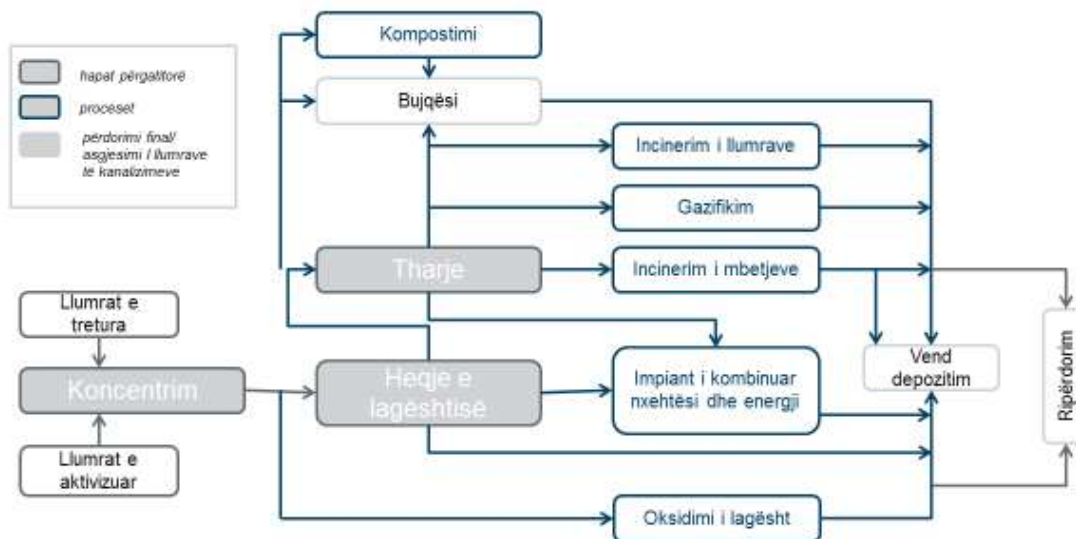 hapat përgatitorë
proceset
përdorimi final/
asgjesimi I llumrave
të kanalizimeve
Kompostimi
Bujqësi
Incinerim i llumrave
Gazifikim
Tharje
Incinerim i mbetjeve
Llumrat e
tretura
Koncentrim
Heqje e
lagështisë
Impiant i kombinuar
nxehtësi dhe energji
Vend
depozitim
Ripërdorim
Llumrat e
aktivizuar
Oksidimi i lagësht